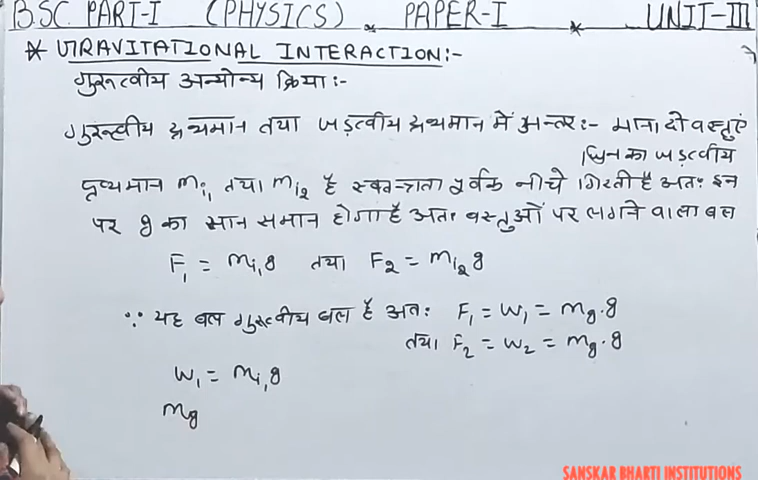 B.SC PART-I (PHYSICS) * PAPER-I * UNIT-III
* GRAVITATIONAL INTERACTION:-
गुरुत्वीय अन्योन्य क्रिया:-
गुरुत्वीय द्रव्यमान तथा जड़त्वीय द्रव्यमान में अन्तर:- माना दो वस्तुएं
जिन का जड़त्वीय
द्रव्यमान mi₁ तथा mi₂ है स्वतन्त्रता पूर्वक नीचे गिरती है अतः इन
पर g का मान समान होगा है अतः वस्तुओं पर लगने वाला बल
F₁ = mi₁g तथा F₂ = mi₂g
∵ यह बल गुरुत्वीय बल है अतः F₁ = W₁ = mg.g
तथा F₂ = W₂ = mg.g
W₁ = mi₁g
mg
SANSKAR BHARTI INSTITUTIONS